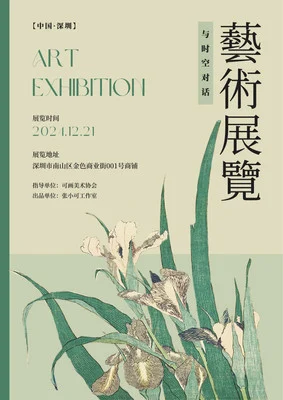 【中国·深圳】
ART
EXHIBITION
展览时间
2024.12.21
展览地址
深圳市南山区金色商业街001号商铺
指导单位：可画美术协会
出品单位：张小可工作室
藝術展覽
与时空对话